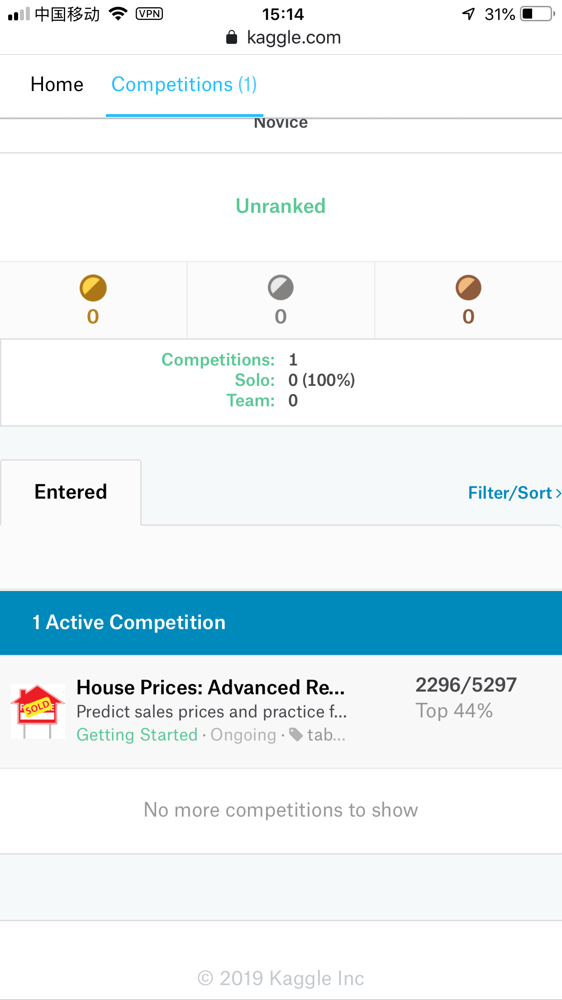 中国移动 VPN 15:14 31%
kaggle.com
Home Competitions (1)
Novice
Unranked
0 0 0
Competitions: 1
Solo: 0 (100%)
Team: 0
Entered Filter/Sort >
1 Active Competition
House Prices: Advanced Re... 2296/5297
Predict sales prices and practice f... Top 44%
SOLD
Getting Started · Ongoing · tab...
No more competitions to show
© 2019 Kaggle Inc